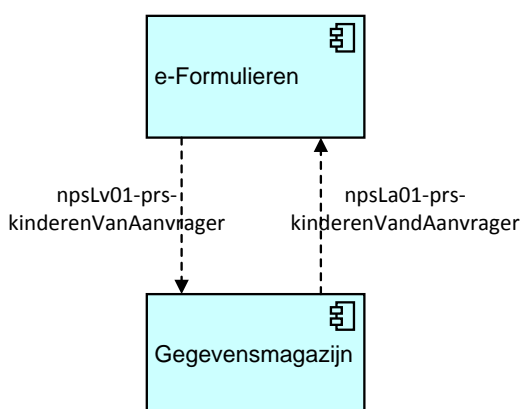 e-Formulieren
npsLv01-prs-
kinderenVanAanvrager
npsLa01-prs-
kinderenVandAanvrager
Gegevensmagazijn